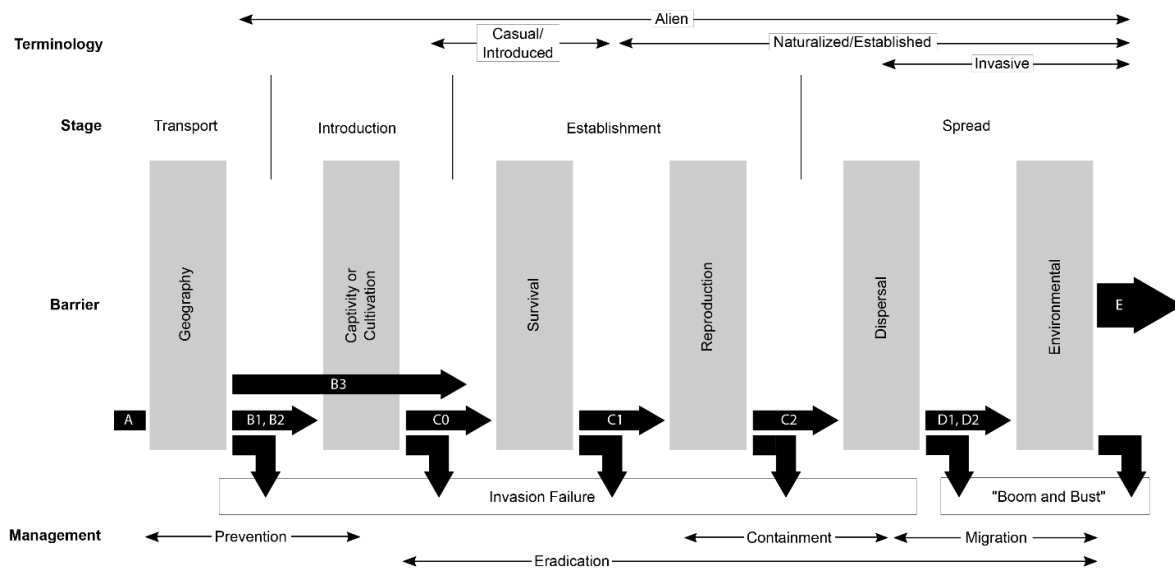 Alien
Terminology
Casual/
Introduced
Naturalized/Established
Invasive
Stage
Transport
Introduction
Establishment
Spread
Barrier
Geography
Captivity or
Cultivation
Survival
Reproduction
Dispersal
Environmental
E
B3
A
B1, B2
C0
C1
C2
D1, D2
Invasion Failure
"Boom and Bust"
Management
Prevention
Containment
Migration
Eradication